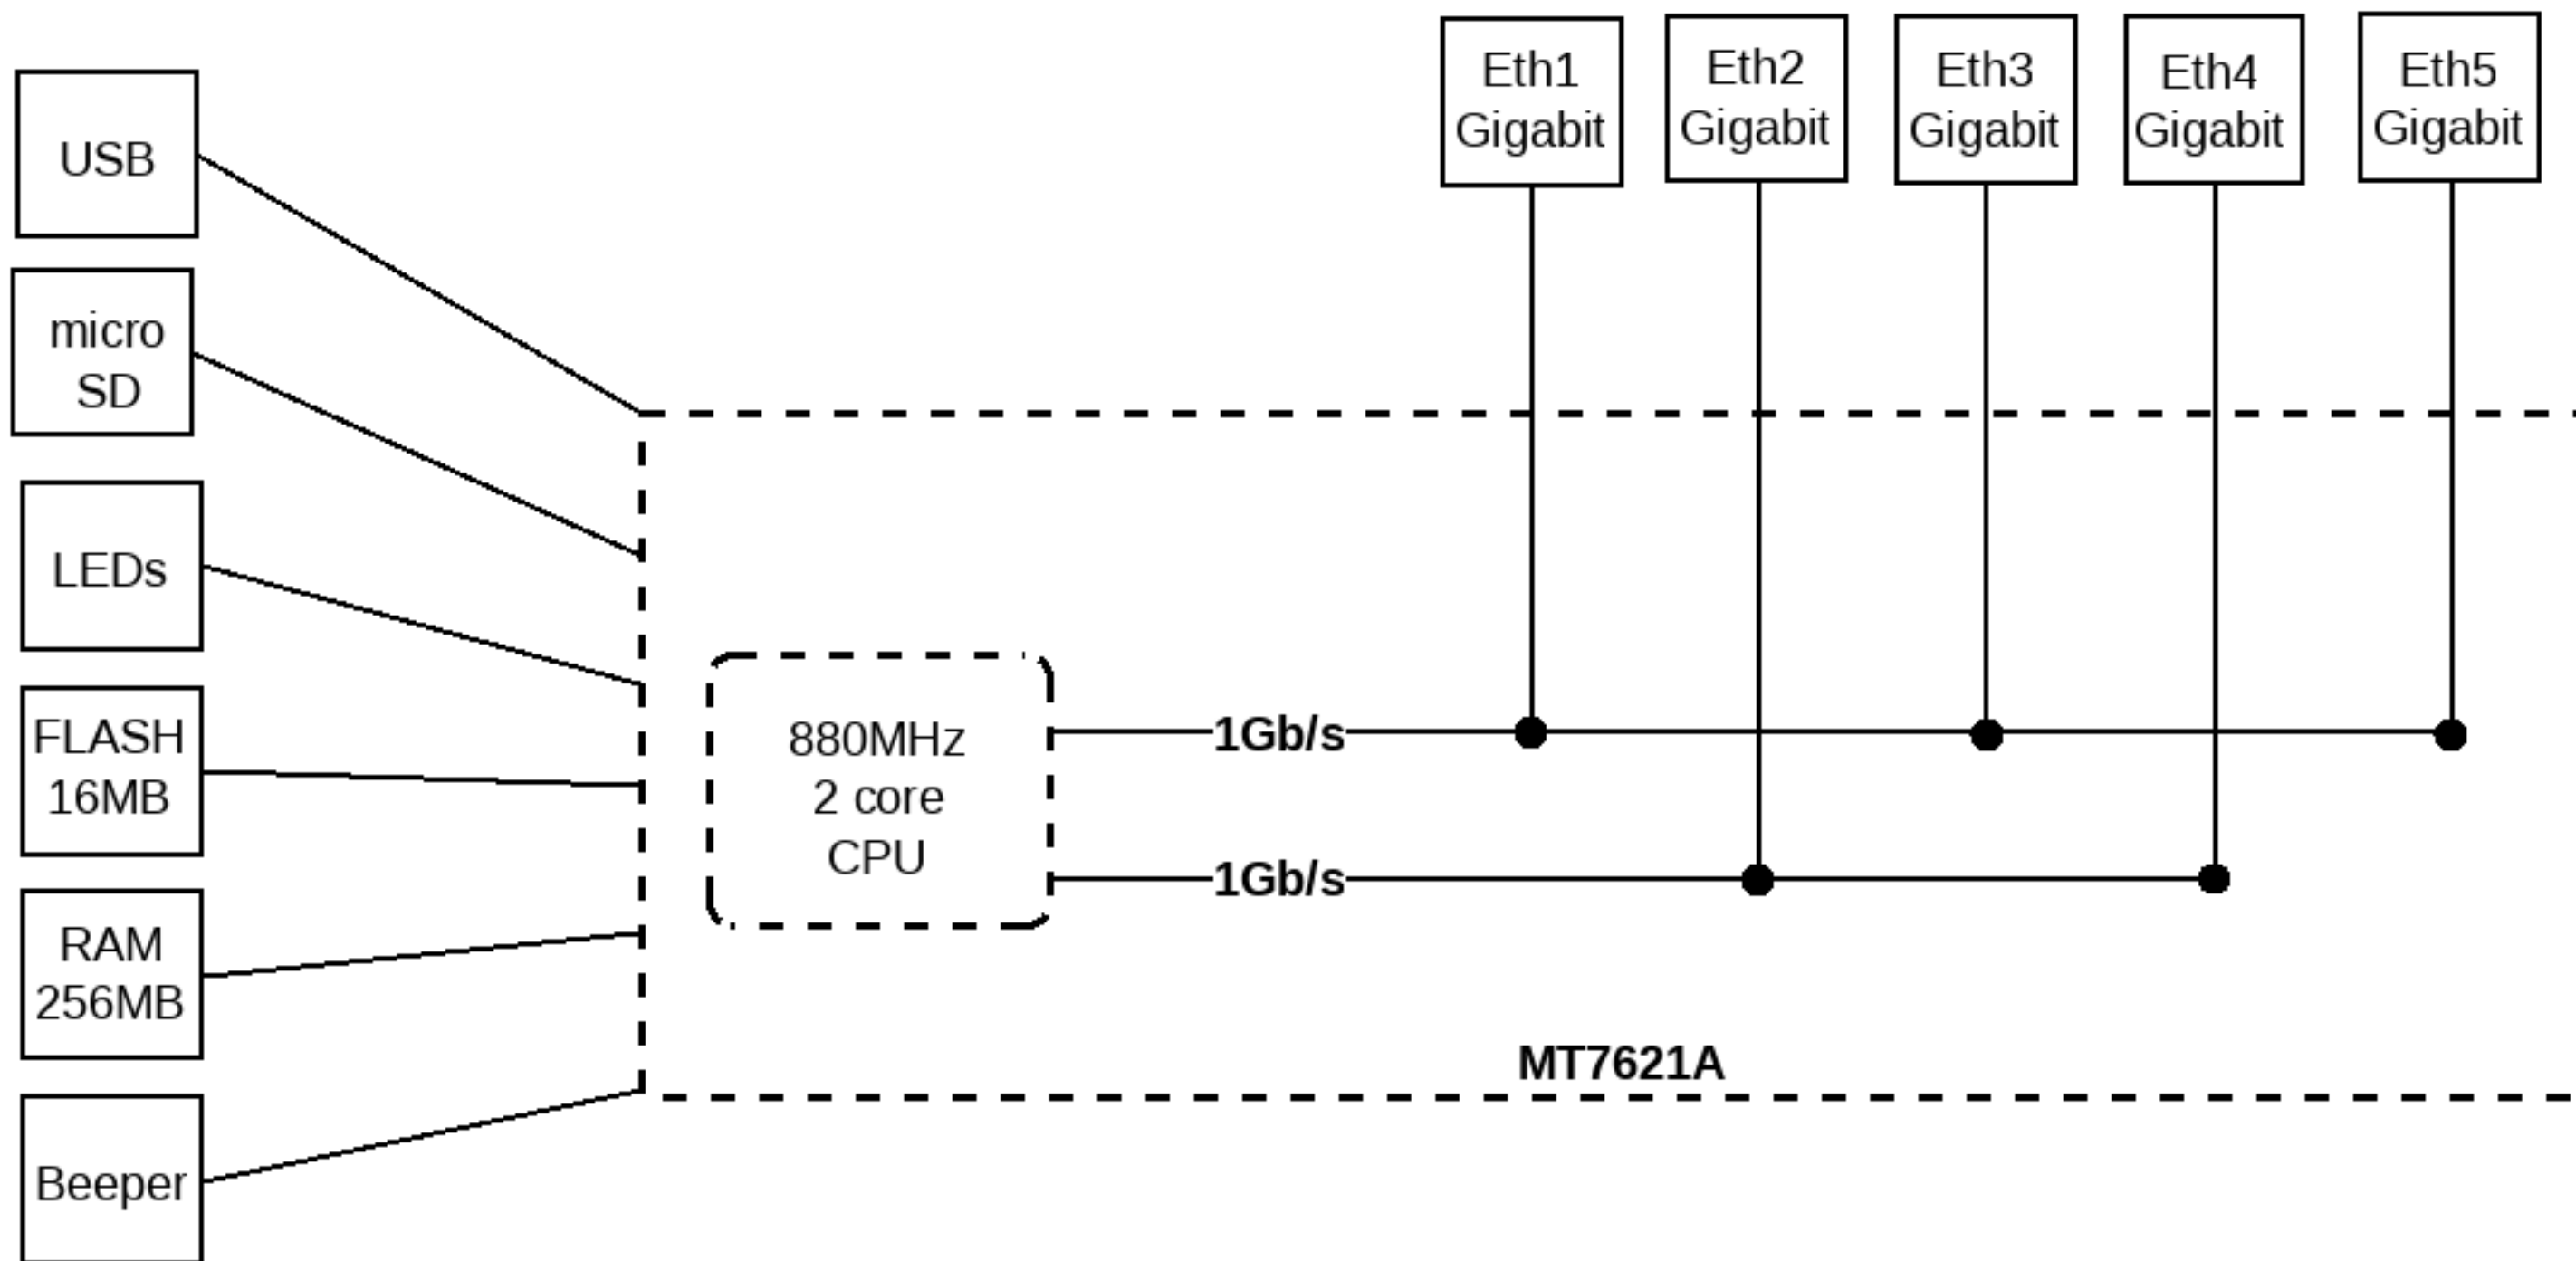 Eth1
Gigabit
Eth2
Gigabit
Eth3
Gigabit
Eth4
Gigabit
Eth5
Gigabit
USB
micro
SD
LEDs
FLASH
16MB
RAM
256MB
Beeper
880MHz
2 core
CPU
1Gb/s
1Gb/s
MT7621A